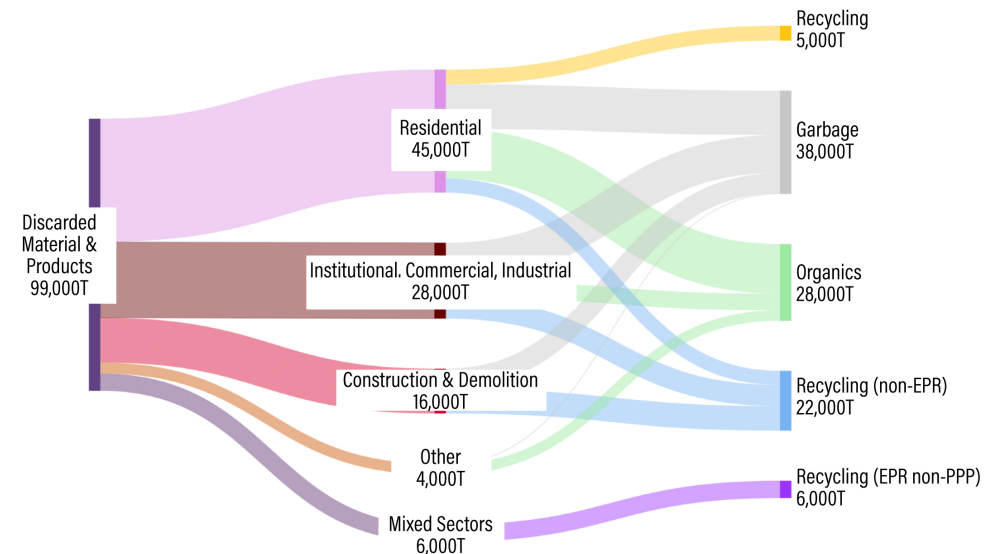 Discarded
Material &
Products
99,000T
Residential
45,000T
Institutional. Commercial, Industrial
28,000T
Construction & Demolition
16,000T
Other
4,000T
Mixed Sectors
6,000T
Recycling
5,000T
Garbage
38,000T
Organics
28,000T
Recycling (non-EPR)
22,000T
Recycling (EPR non-PPP)
6,000T